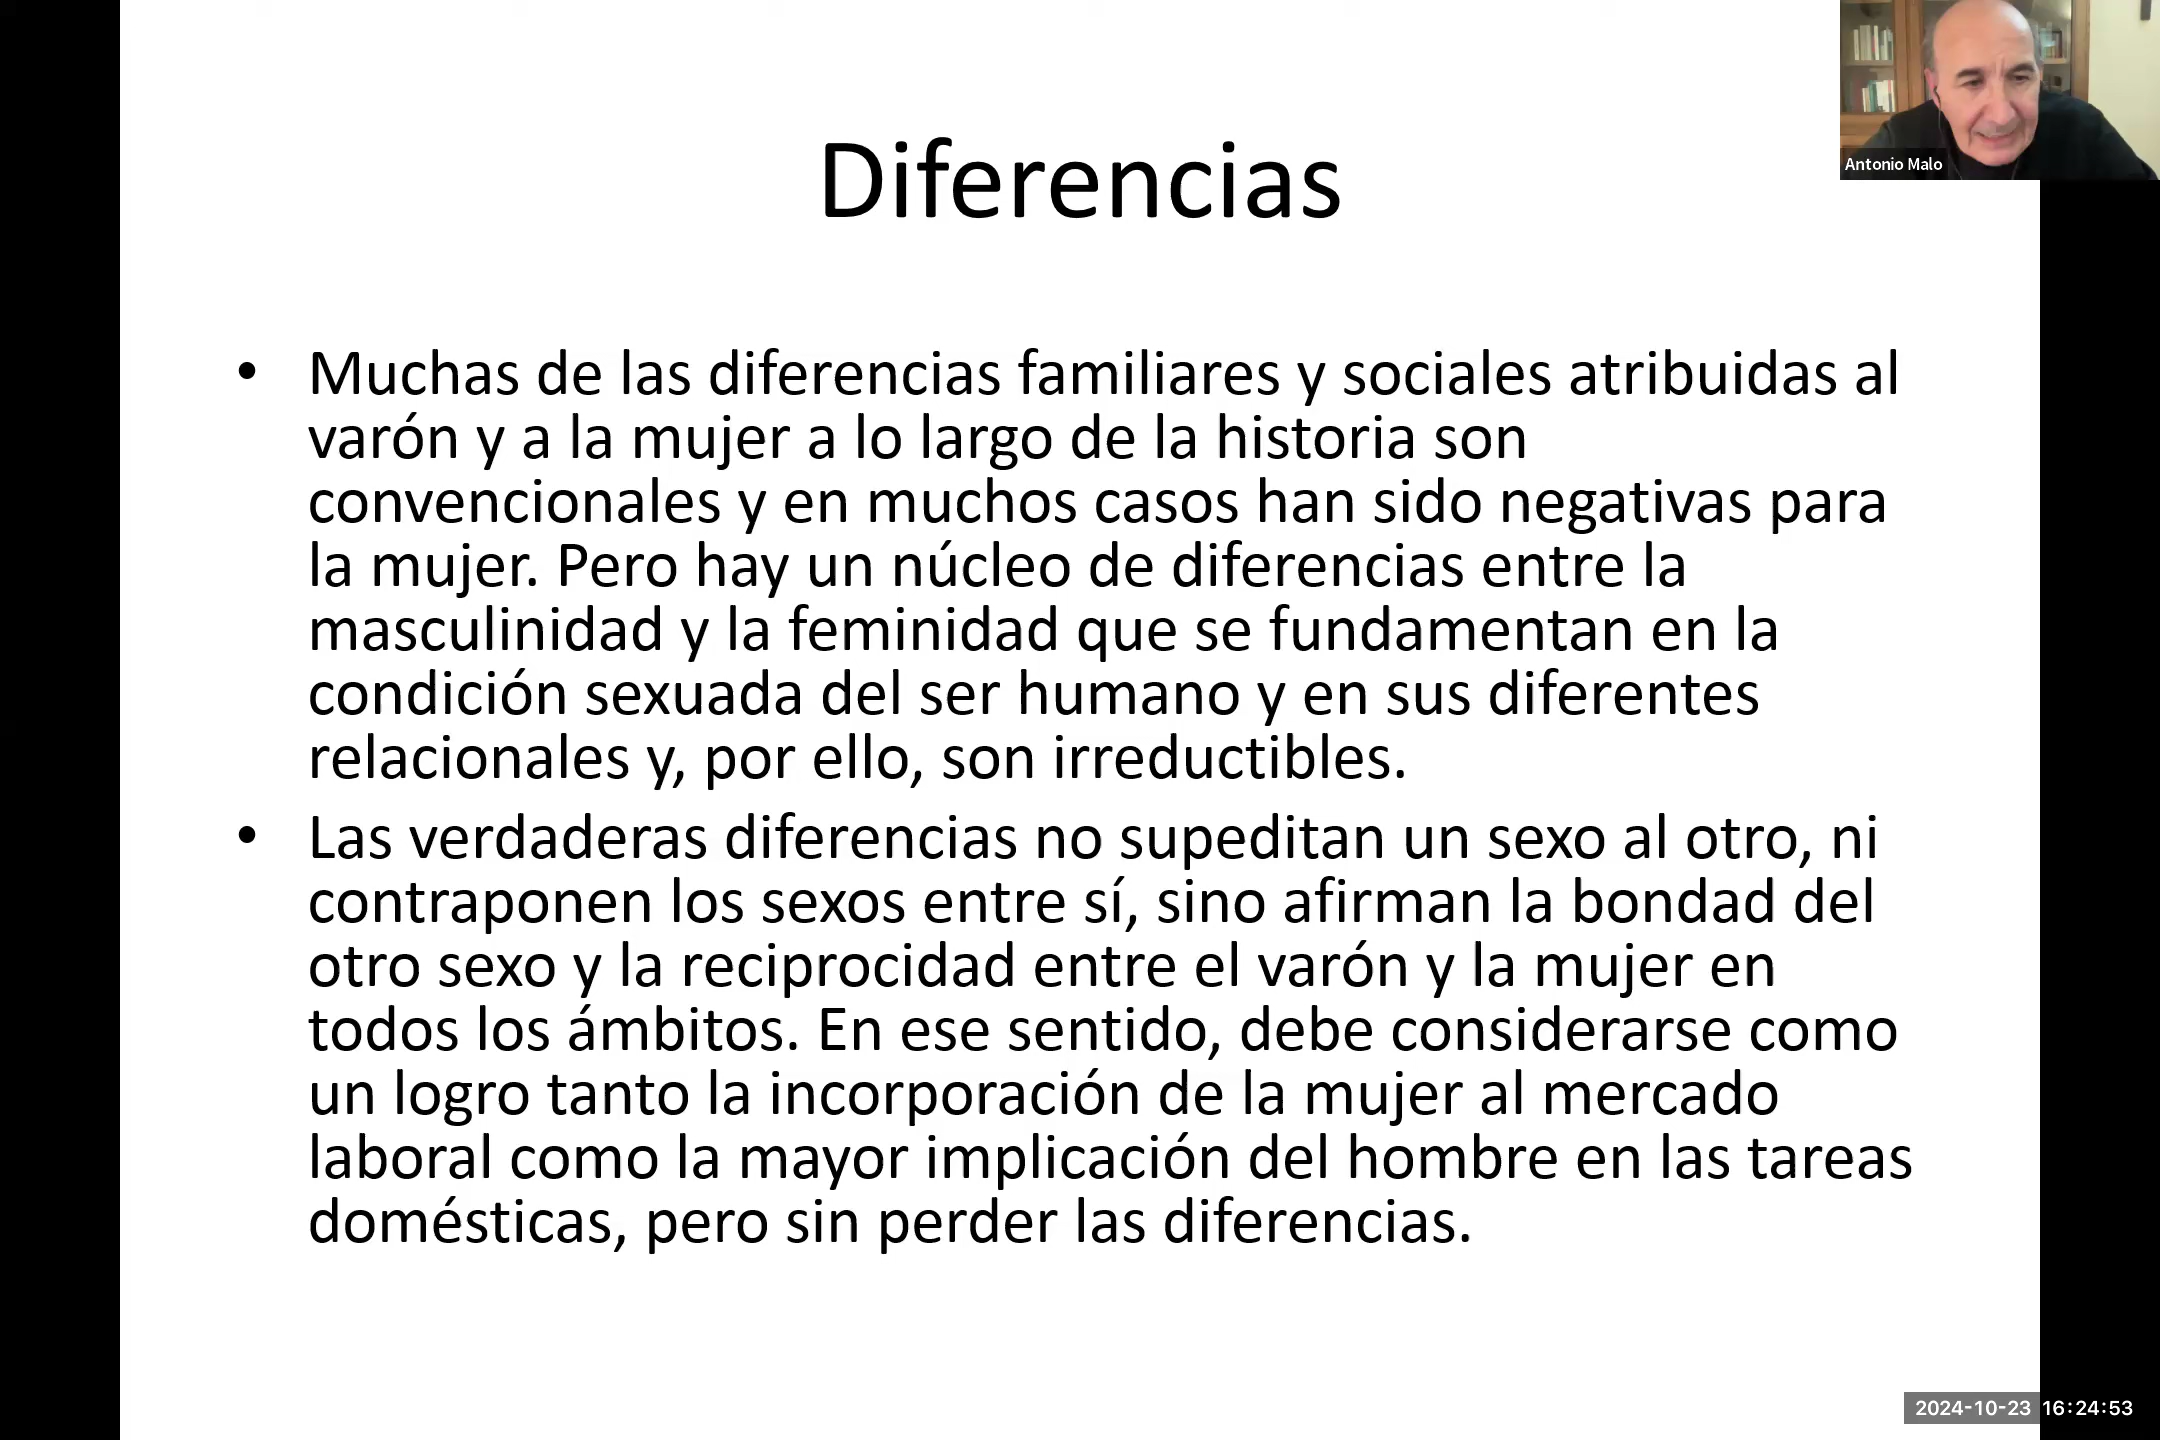 Diferencias
Antonio Malo
• Muchas de las diferencias familiares y sociales atribuidas al
varón y a la mujer a lo largo de la historia son
convencionales y en muchos casos han sido negativas para
la mujer. Pero hay un núcleo de diferencias entre la
masculinidad y la feminidad que se fundamentan en la
condición sexuada del ser humano y en sus diferentes
relacionales y, por ello, son irreductibles.
• Las verdaderas diferencias no supeditan un sexo al otro, ni
contraponen los sexos entre sí, sino afirman la bondad del
otro sexo y la reciprocidad entre el varón y la mujer en
todos los ámbitos. En ese sentido, debe considerarse como
un logro tanto la incorporación de la mujer al mercado
laboral como la mayor implicación del hombre en las tareas
domésticas, pero sin perder las diferencias.
2024-10-23 16:24:53